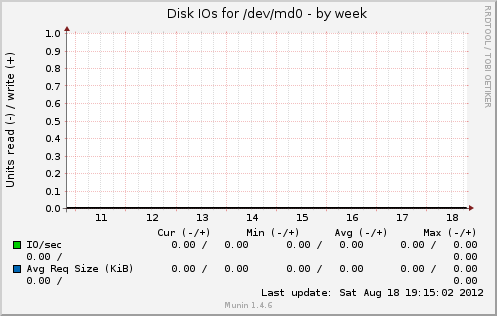 Disk IOs for /dev/md0 - by week
RRDTOOL / TOBI OETIKER
Units read (-) / write (+)
1.0
0.9
0.8
0.7
0.6
0.5
0.4
0.3
0.2
0.1
0.0
11 12 13 14 15 16 17 18
Cur (-/+) Min (-/+) Avg (-/+) Max (-/+)
IO/sec 0.00 / 0.00 0.00 / 0.00 0.00 / 0.00
0.00 / 0.00
Avg Req Size (KiB) 0.00 / 0.00 0.00 / 0.00 0.00 / 0.00
0.00 / 0.00
Last update: Sat Aug 18 19:15:02 2012
Munin 1.4.6